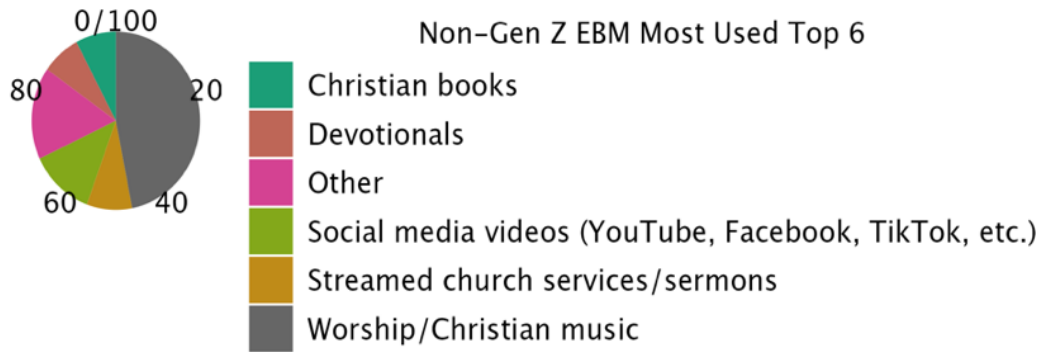 Non-Gen Z EBM Most Used Top 6
0/100
20
40
60
80
Christian books
Devotionals
Other
Social media videos (YouTube, Facebook, TikTok, etc.)
Streamed church services/sermons
Worship/Christian music